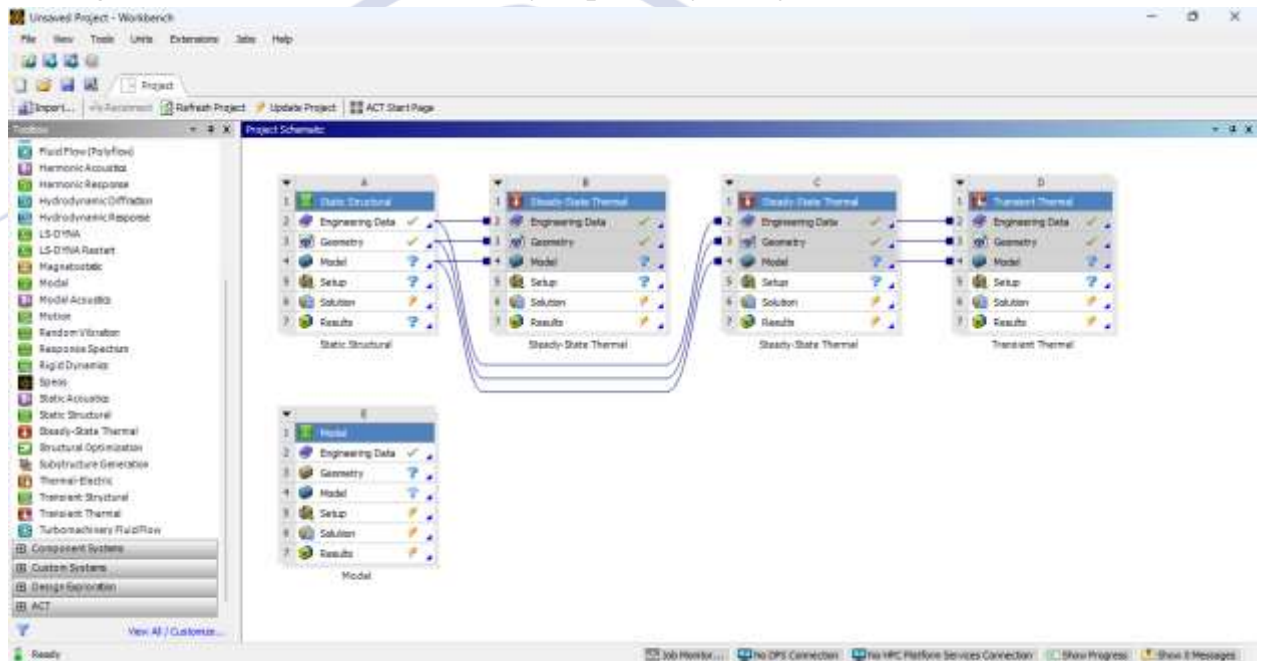 Unsaved Project - Workbench
File View Tools Units Extensions Jobs Help
Project
Import... Reconnect Refresh Project Update Project ACT Start Page
Toolbox
Project Schematic
Fluid Flow (Polyflow)
Harmonic Acoustics
Harmonic Response
Hydrodynamic Diffraction
Hydrodynamic Response
LS-DYNA
LS-DYNA Restart
Magnetostatic
Modal
Modal Acoustics
Motion
Random Vibration
Response Spectrum
Rigid Dynamics
Speos
Static Acoustics
Static Structural
Steady-State Thermal
Structural Optimization
Substructure Generation
Thermal-Electric
Transient Structural
Transient Thermal
Turbomachinery Fluid Flow
Component Systems
Custom Systems
Design Exploration
ACT
View All / Customize...
A
1 Static Structural
2 Engineering Data
3 Geometry
4 Model
5 Setup
6 Solution
7 Results
Static Structural
B
1 Steady-State Thermal
2 Engineering Data
3 Geometry
4 Model
5 Setup
6 Solution
7 Results
Steady-State Thermal
C
1 Steady-State Thermal
2 Engineering Data
3 Geometry
4 Model
5 Setup
6 Solution
7 Results
Steady-State Thermal
D
1 Transient Thermal
2 Engineering Data
3 Geometry
4 Model
5 Setup
6 Solution
7 Results
Transient Thermal
E
1 Modal
2 Engineering Data
3 Geometry
4 Model
5 Setup
6 Solution
7 Results
Modal
Ready
Job Monitor... No DPS Connection No HPC Platform Services Connection Show Progress Show 0 Messages